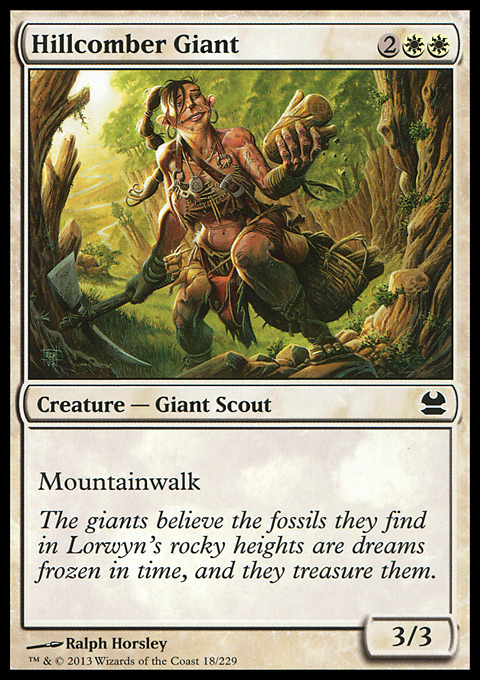 Hillcomber Giant 2
Creature — Giant Scout
Mountainwalk
The giants believe the fossils they find
in Lorwyn's rocky heights are dreams
frozen in time, and they treasure them.
Ralph Horsley
3/3
™ & © 2013 Wizards of the Coast 18/229